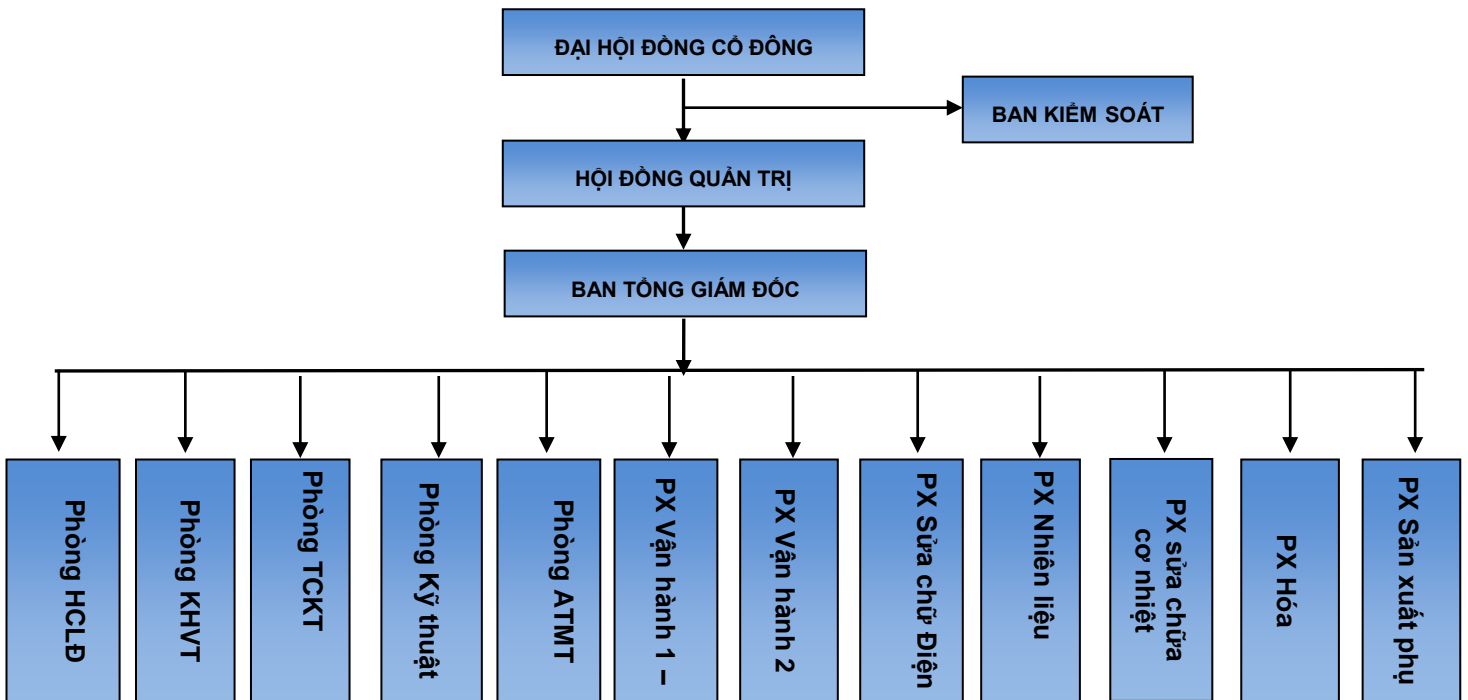 ĐẠI HỘI ĐỒNG CỔ ĐÔNG
BAN KIỂM SOÁT
HỘI ĐỒNG QUẢN TRỊ
BAN TỔNG GIÁM ĐỐC
Phòng HCLĐ
Phòng KHVT
Phòng TCKT
Phòng Kỹ thuật
Phòng ATMT
PX Vận hành 1 –
PX Vận hành 2
PX Sửa chữ Điện
PX Nhiên liệu
PX sửa chữa
cơ nhiệt
PX Hóa
PX Sản xuất phụ